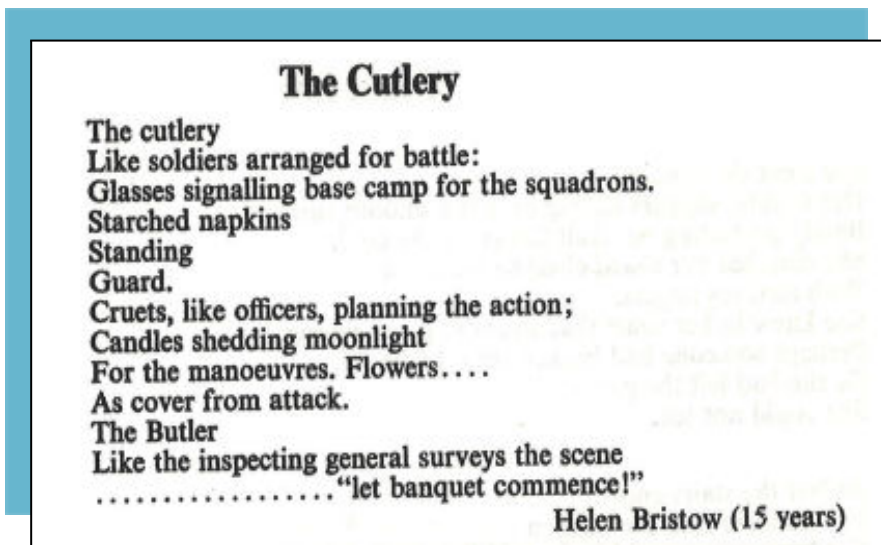 The Cutlery
The cutlery
Like soldiers arranged for battle:
Glasses signalling base camp for the squadrons.
Starched napkins
Standing
Guard.
Cruets, like officers, planning the action;
Candles shedding moonlight
For the manoeuvres. Flowers....
As cover from attack.
The Butler
Like the inspecting general surveys the scene
..................."let banquet commence!"
Helen Bristow (15 years)